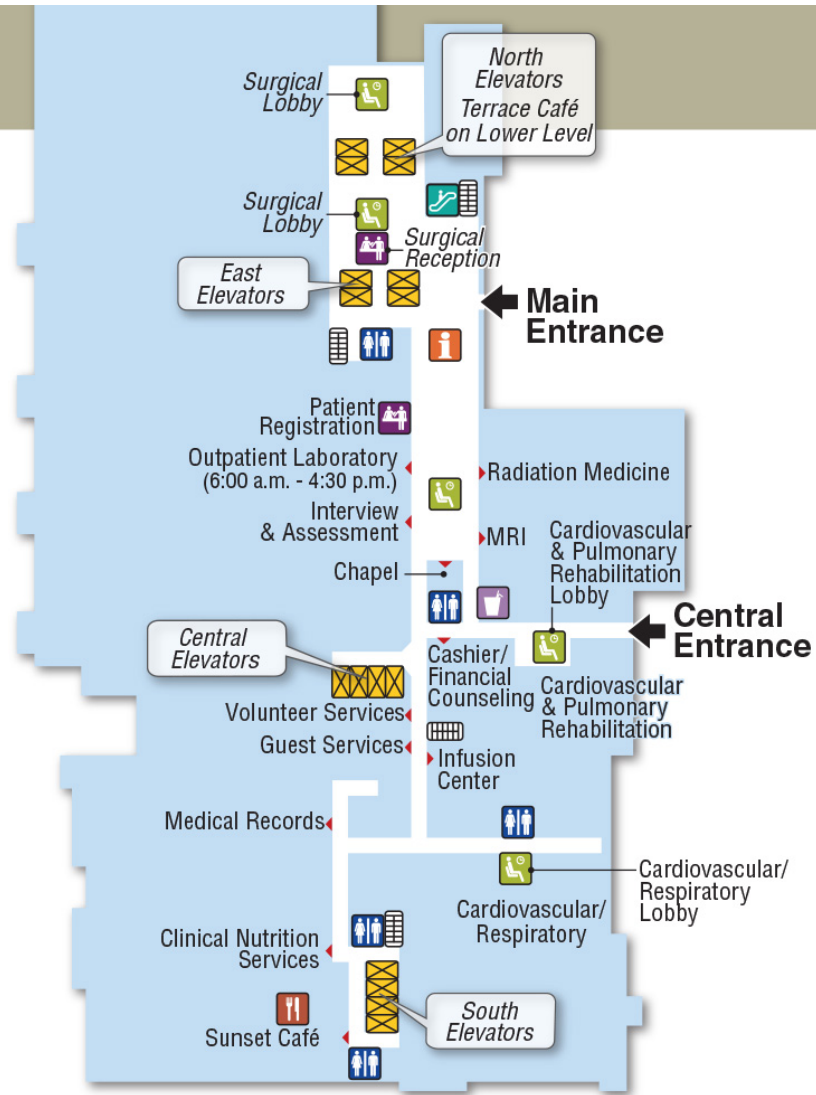 Surgical
Lobby
North
Elevators
Terrace Café
on Lower Level
Surgical
Lobby
Surgical
Reception
East
Elevators
Main
Entrance
i
Patient
Registration
Outpatient Laboratory
(6:00 a.m. - 4:30 p.m.)
Radiation Medicine
Interview
& Assessment
MRI
Cardiovascular
& Pulmonary
Rehabilitation
Lobby
Chapel
Central
Entrance
Central
Elevators
Cashier/
Financial
Counseling
Cardiovascular
& Pulmonary
Rehabilitation
Volunteer Services
Guest Services
Infusion
Center
Medical Records
Cardiovascular/
Respiratory
Lobby
Cardiovascular/
Respiratory
Clinical Nutrition
Services
South
Elevators
Sunset Café